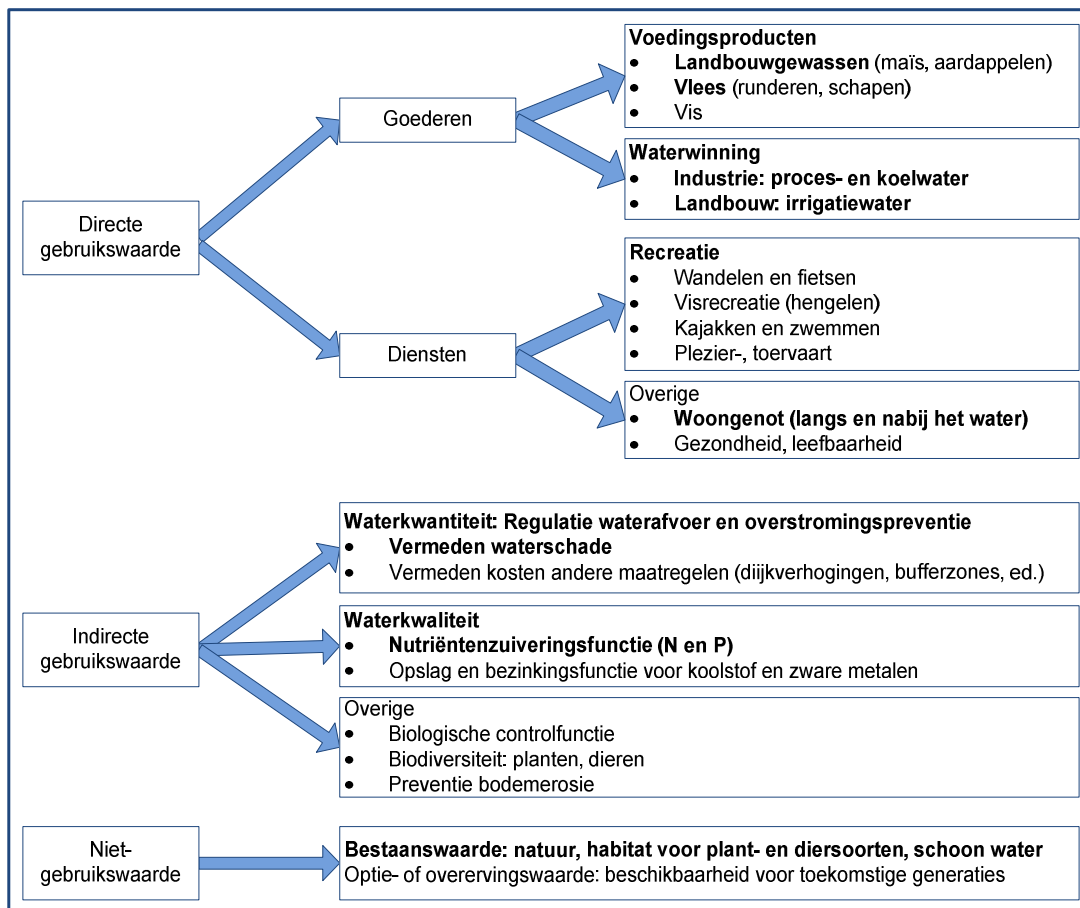 Directe
gebruikswaarde
Goederen
Voedingsproducten
• Landbouwgewassen (maïs, aardappelen)
• Vlees (runderen, schapen)
• Vis
Waterwinning
• Industrie: proces- en koelwater
• Landbouw: irrigatiewater
Diensten
Recreatie
• Wandelen en fietsen
• Visrecreatie (hengelen)
• Kajakken en zwemmen
• Plezier-, toervaart
Overige
• Woongenot (langs en nabij het water)
• Gezondheid, leefbaarheid
Indirecte
gebruikswaarde
Waterkwantiteit: Regulatie waterafvoer en overstromingspreventie
• Vermeden waterschade
• Vermeden kosten andere maatregelen (diijkverhogingen, bufferzones, ed.)
Waterkwaliteit
• Nutriëntenzuiveringsfunctie (N en P)
• Opslag en bezinkingsfunctie voor koolstof en zware metalen
Overige
• Biologische controlfunctie
• Biodiversiteit: planten, dieren
• Preventie bodemerosie
Niet-
gebruikswaarde
Bestaanswaarde: natuur, habitat voor plant- en diersoorten, schoon water
Optie- of overervingswaarde: beschikbaarheid voor toekomstige generaties